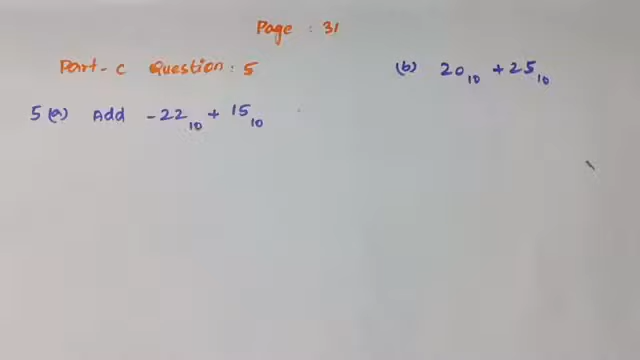 Page : 31
Part-C Question : 5
5 (a) Add -22₁₀ + 15₁₀
(b) 20₁₀ + 25₁₀